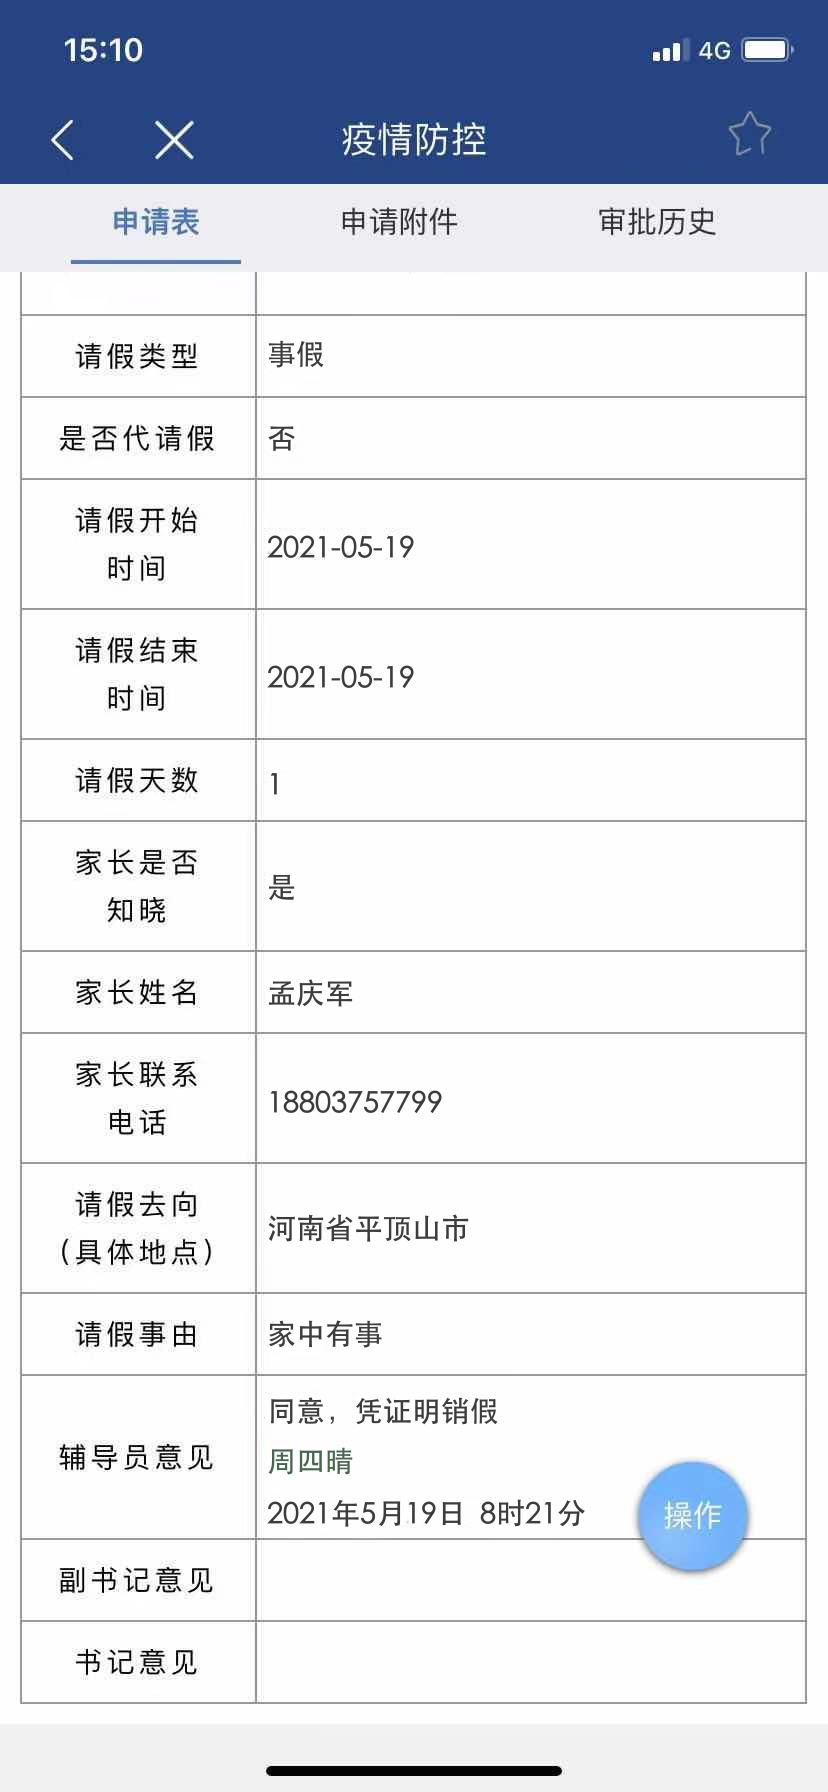 15:10 4G
疫情防控
申请表 申请附件 审批历史
请假类型 事假
是否代请假 否
请假开始
时间
2021-05-19
请假结束
时间
2021-05-19
请假天数 1
家长是否
知晓
是
家长姓名 孟庆军
家长联系
电话
18803757799
请假去向
（具体地点）
河南省平顶山市
请假事由 家中有事
辅导员意见
同意，凭证明销假
周四晴
2021年5月19日 8时21分
操作
副书记意见
书记意见